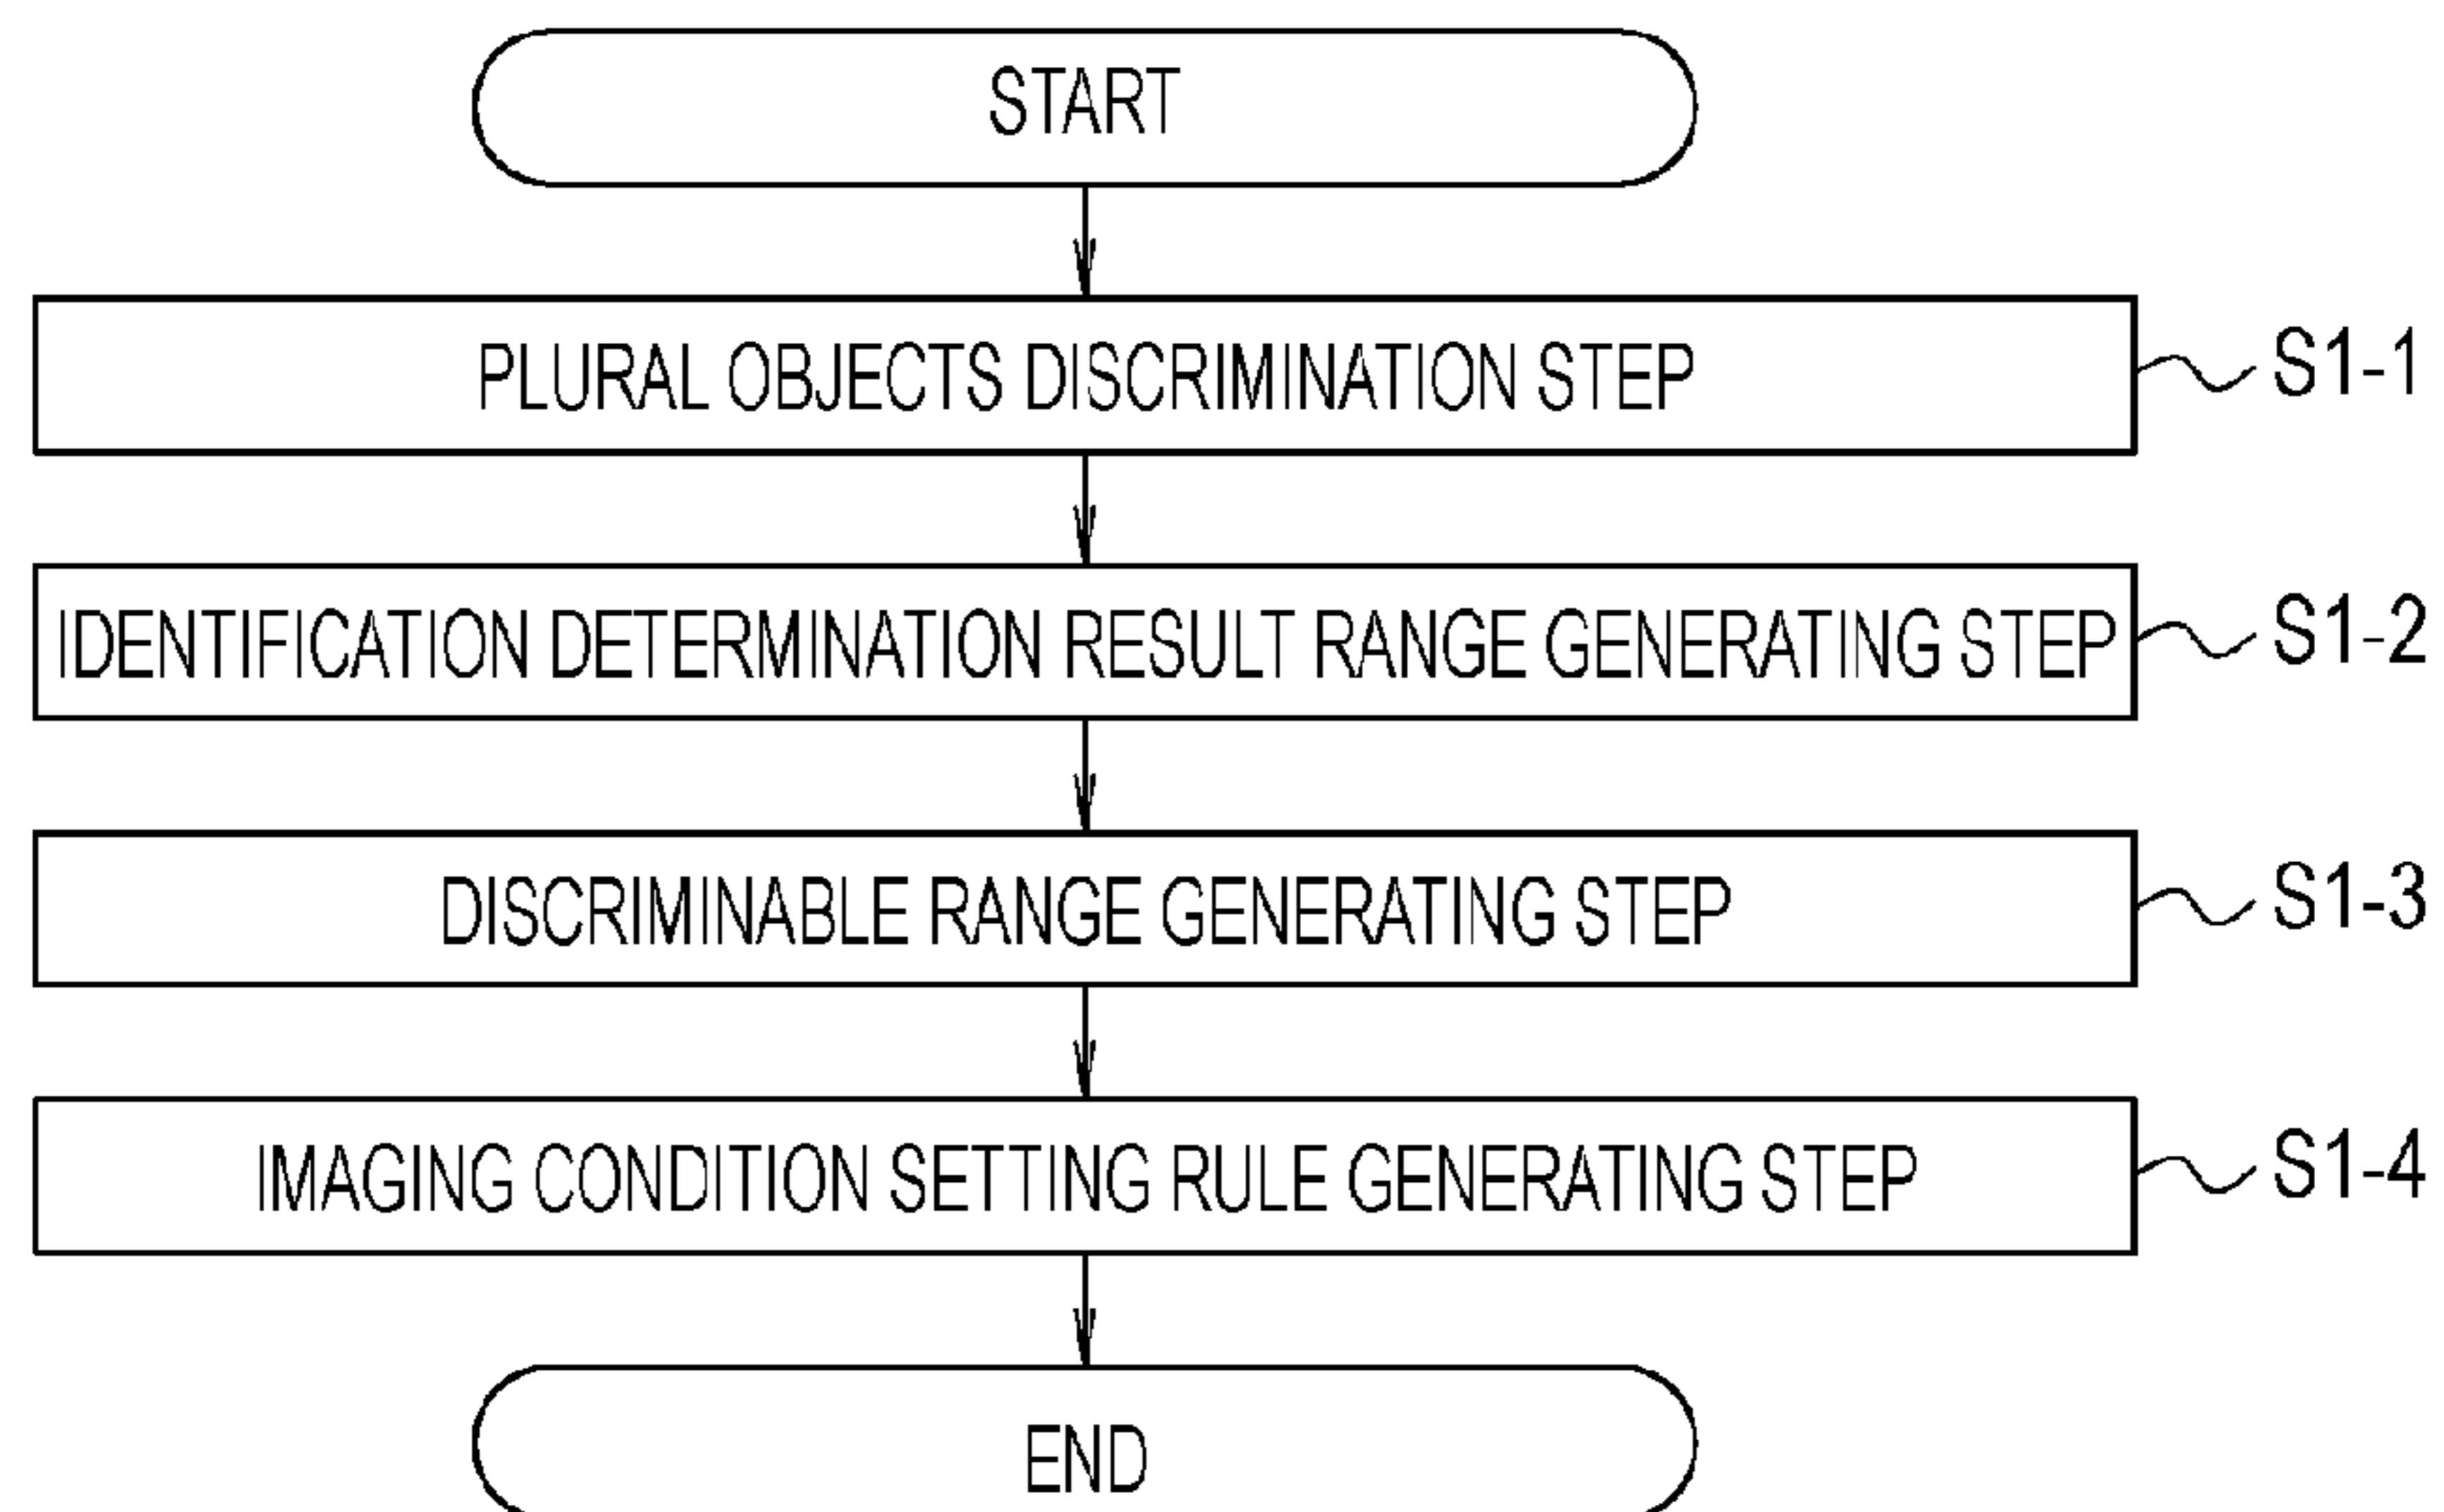 START
PLURAL OBJECTS DISCRIMINATION STEP
S1-1
IDENTIFICATION DETERMINATION RESULT RANGE GENERATING STEP
S1-2
DISCRIMINABLE RANGE GENERATING STEP
S1-3
IMAGING CONDITION SETTING RULE GENERATING STEP
S1-4
END